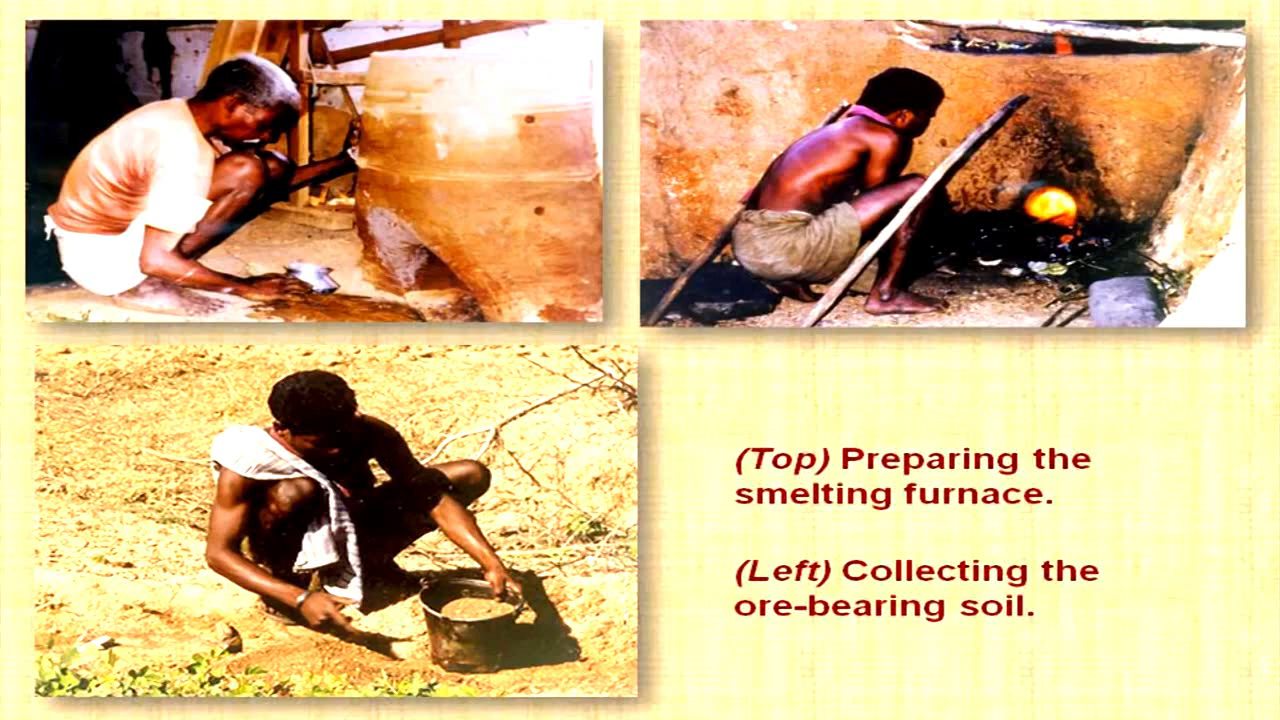 (Top) Preparing the
smelting furnace.
(Left) Collecting the
ore-bearing soil.